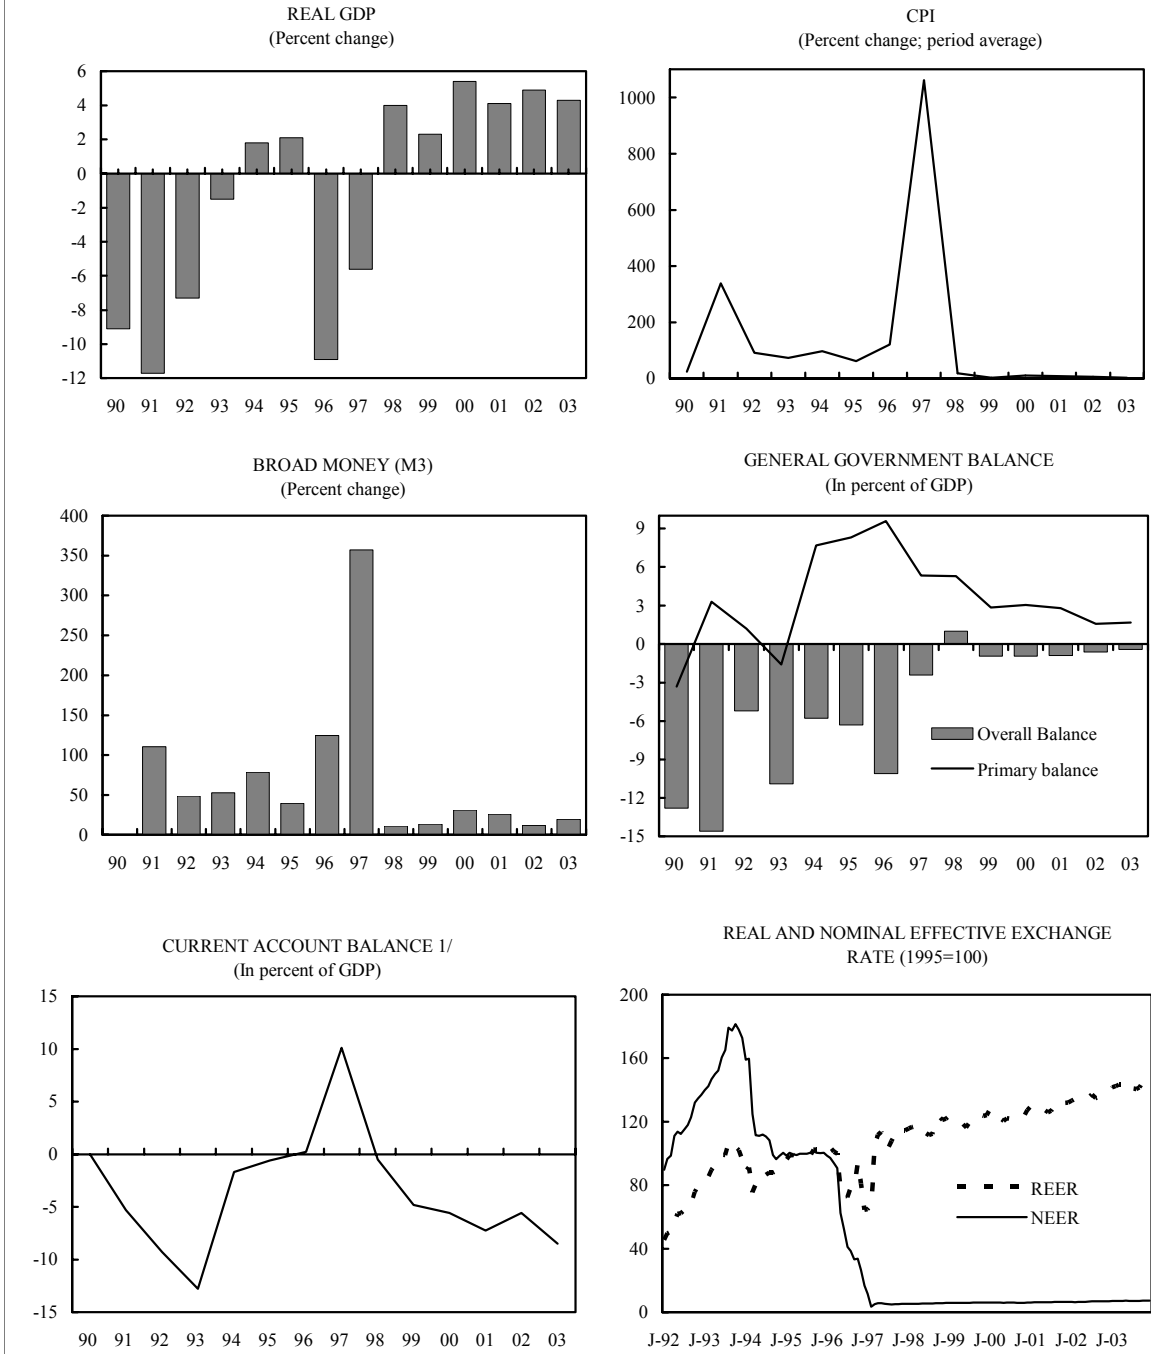 REAL GDP
(Percent change)
6
4
2
0
-2
-4
-6
-8
-10
-12
90 91 92 93 94 95 96 97 98 99 00 01 02 03
CPI
(Percent change; period average)
1000
800
600
400
200
0
90 91 92 93 94 95 96 97 98 99 00 01 02 03
BROAD MONEY (M3)
(Percent change)
400
350
300
250
200
150
100
50
0
90 91 92 93 94 95 96 97 98 99 00 01 02 03
GENERAL GOVERNMENT BALANCE
(In percent of GDP)
9
6
3
0
-3
-6
-9
-12
-15
Overall Balance
Primary balance
90 91 92 93 94 95 96 97 98 99 00 01 02 03
CURRENT ACCOUNT BALANCE 1/
(In percent of GDP)
15
10
5
0
-5
-10
-15
90 91 92 93 94 95 96 97 98 99 00 01 02 03
REAL AND NOMINAL EFFECTIVE EXCHANGE
RATE (1995=100)
200
160
120
80
40
0
REER
NEER
J-92 J-93 J-94 J-95 J-96 J-97 J-98 J-99 J-00 J-01 J-02 J-03